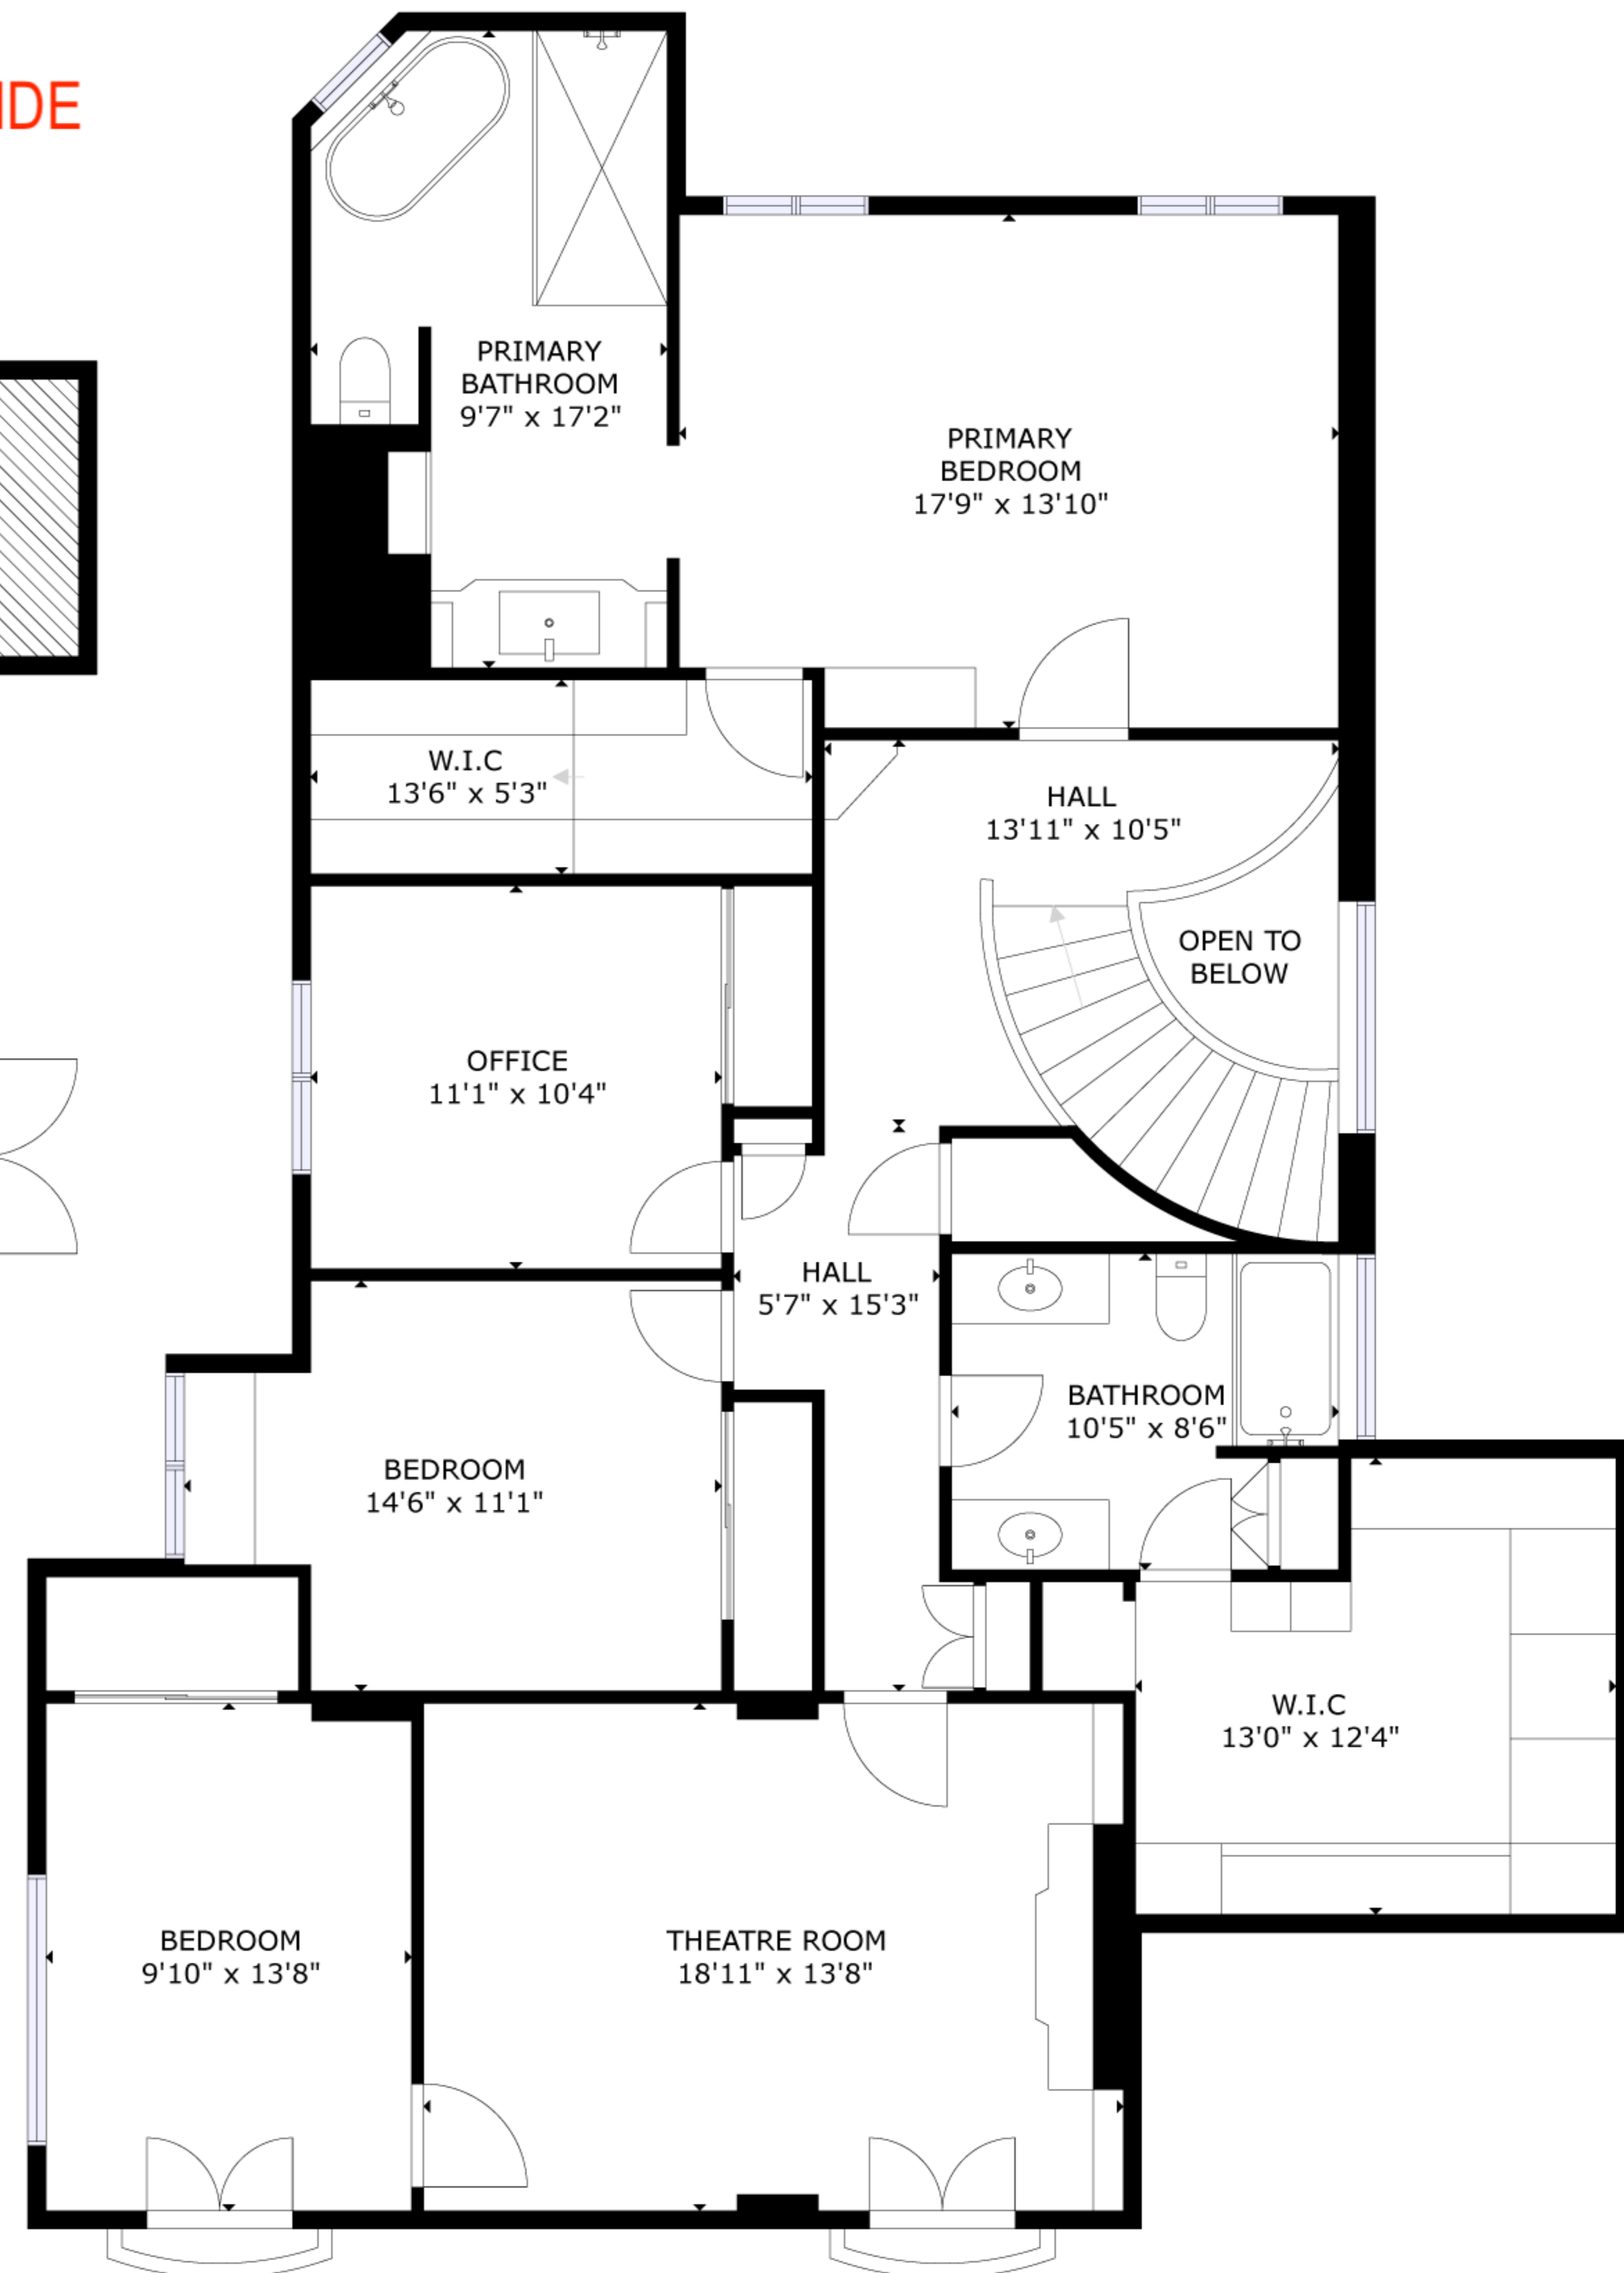 IDE
PRIMARY
BATHROOM
9'7" x 17'2"
PRIMARY
BEDROOM
17'9" x 13'10"
W.I.C
13'6" x 5'3"
HALL
13'11" x 10'5"
OPEN TO
BELOW
OFFICE
11'1" x 10'4"
HALL
5'7" x 15'3"
BATHROOM
10'5" x 8'6"
BEDROOM
14'6" x 11'1"
W.I.C
13'0" x 12'4"
BEDROOM
9'10" x 13'8"
THEATRE ROOM
18'11" x 13'8"